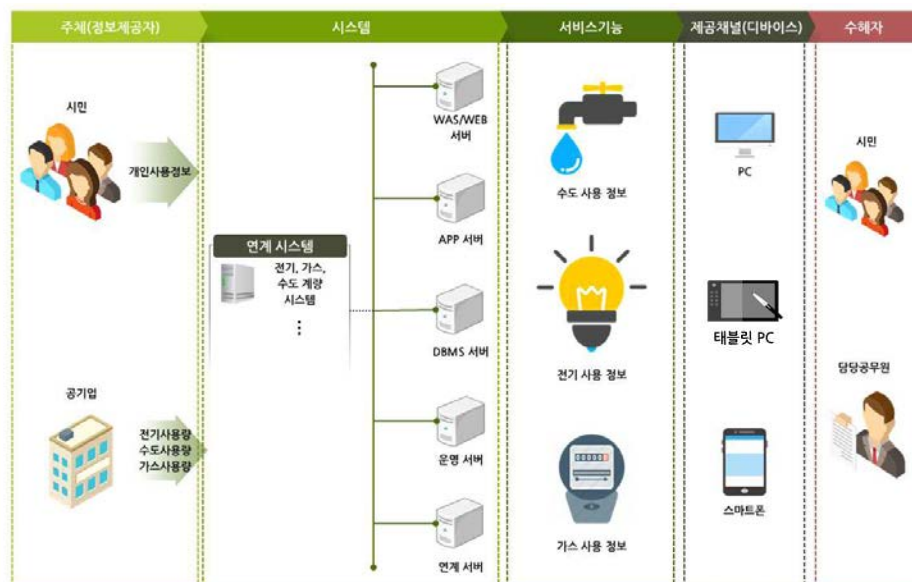 주체(정보제공자)
시스템
서비스기능
제공채널(디바이스)
수혜자
시민
개인사용정보
공기업
전기사용량
수도사용량
가스사용량
연계 시스템
전기, 가스,
수도 계량
시스템
⋮
WAS/WEB
서버
APP 서버
DBMS 서버
운영 서버
연계 서버
수도 사용 정보
전기 사용 정보
가스 사용 정보
PC
태블릿 PC
스마트폰
시민
담당공무원